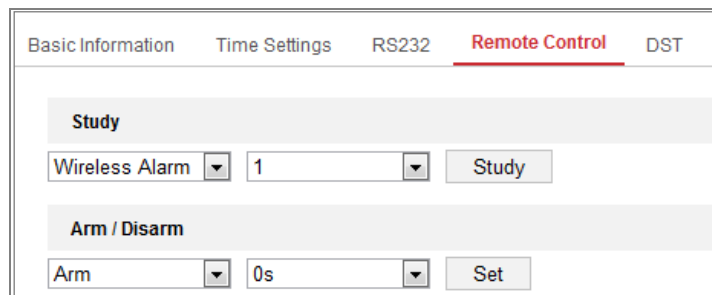 Basic Information Time Settings RS232 Remote Control DST
Study
Wireless Alarm 1 Study
Arm / Disarm
Arm 0s Set